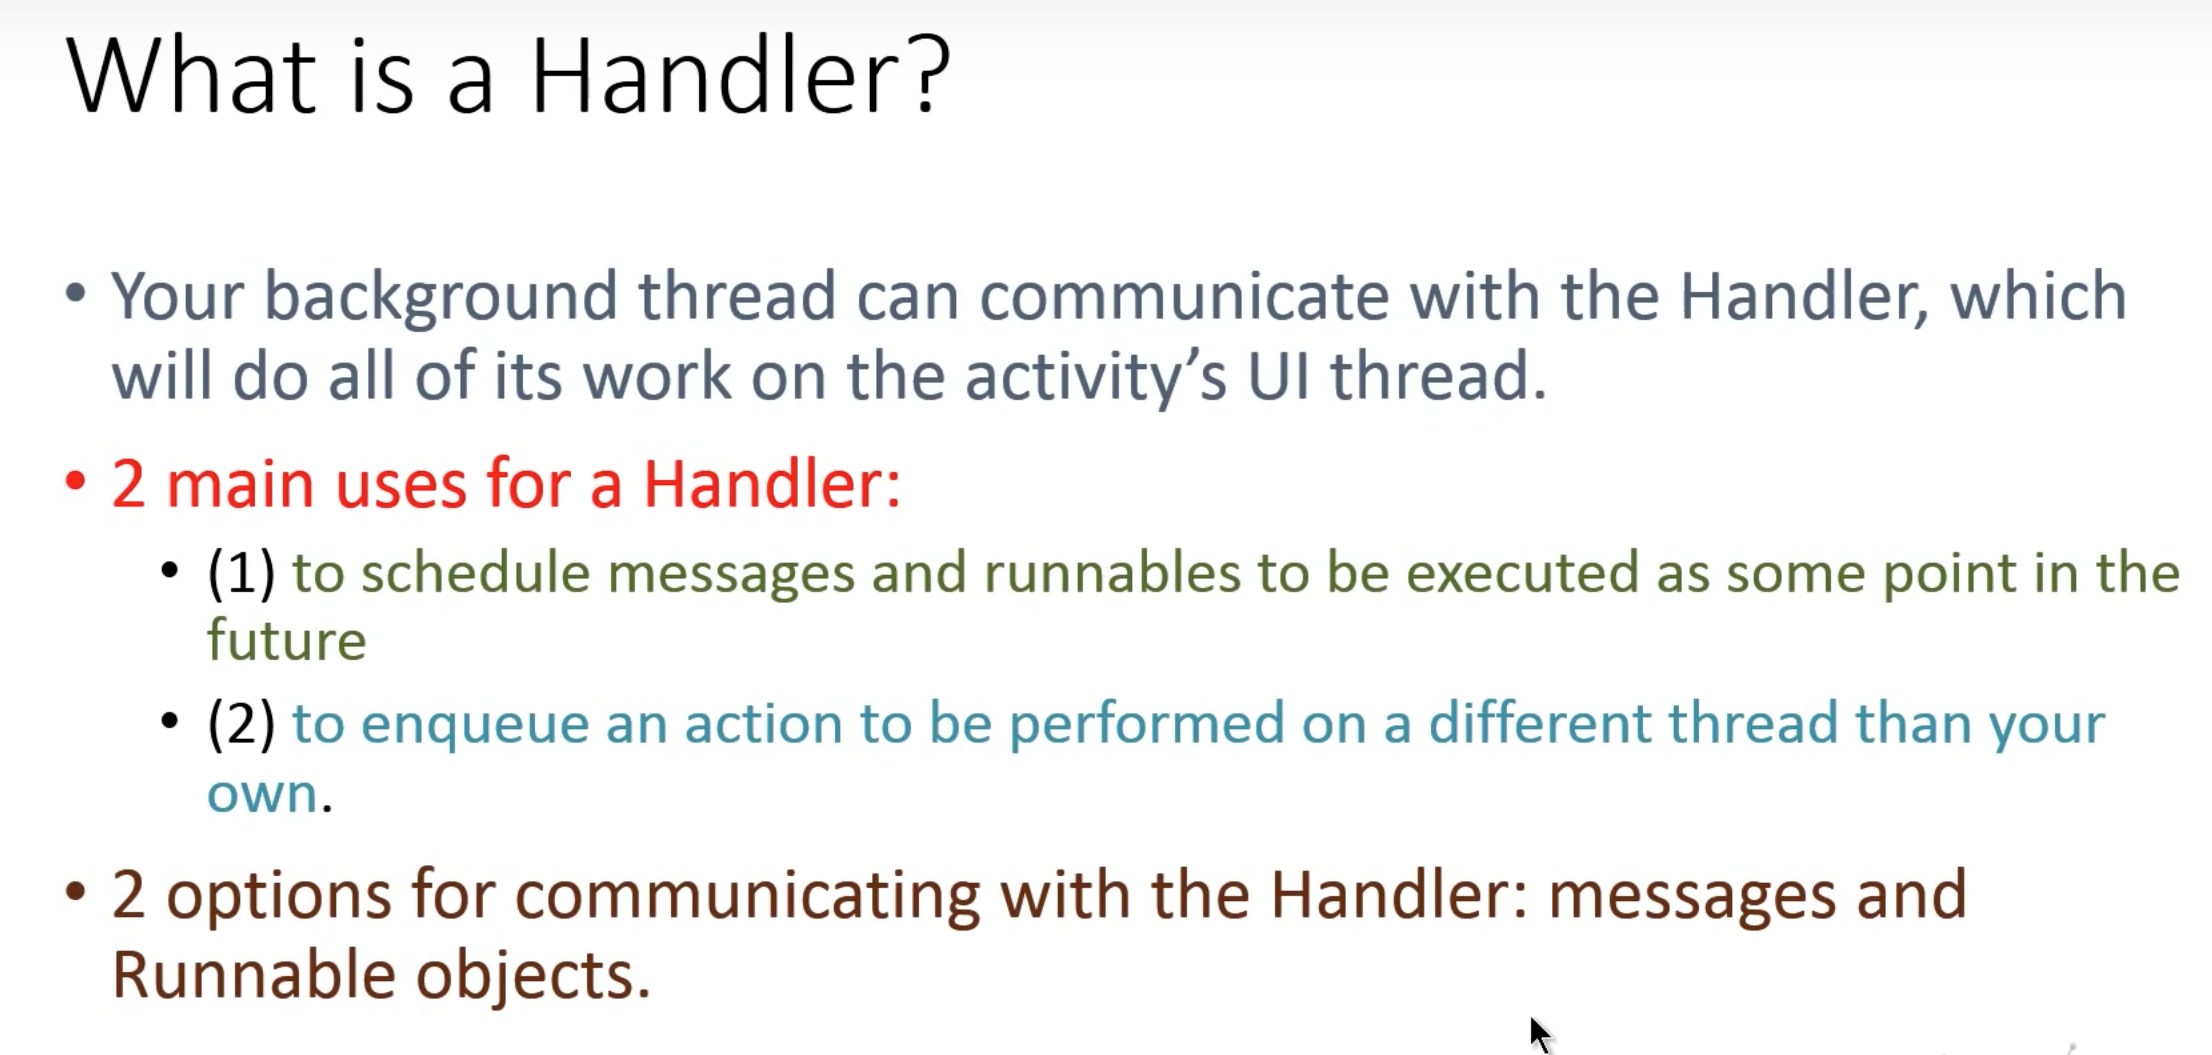 What is a Handler?
• Your background thread can communicate with the Handler, which
will do all of its work on the activity’s UI thread.
• 2 main uses for a Handler:
• (1) to schedule messages and runnables to be executed as some point in the
future
• (2) to enqueue an action to be performed on a different thread than your
own.
• 2 options for communicating with the Handler: messages and
Runnable objects.